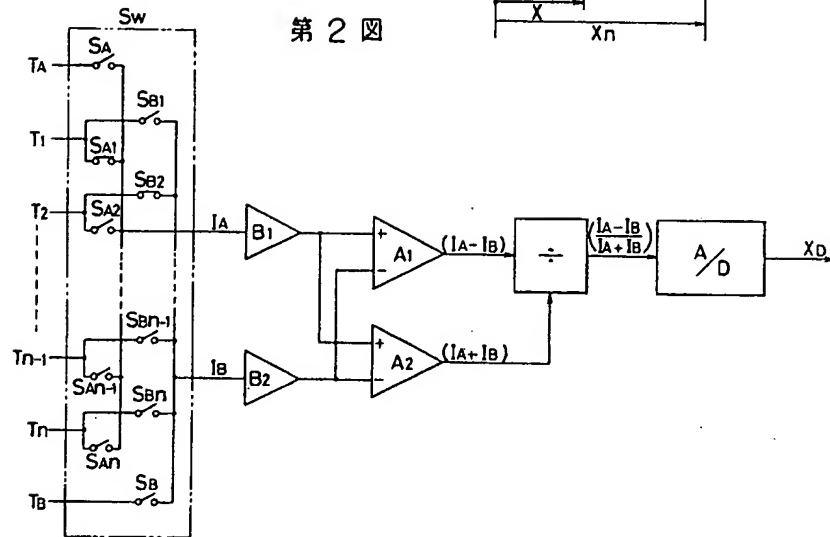 第2図
X
Xn
Sw
TA
SA
SB1
T1
SA1
SB2
T2
SA2
IA
B1
+
A1
−
(IA−IB)
÷
(IA−IB/IA+IB)
A/D
XD
SBn-1
Tn-1
SAn-1
IB
B2
+
A2
−
(IA+IB)
SBn
Tn
SAn
SB
TB